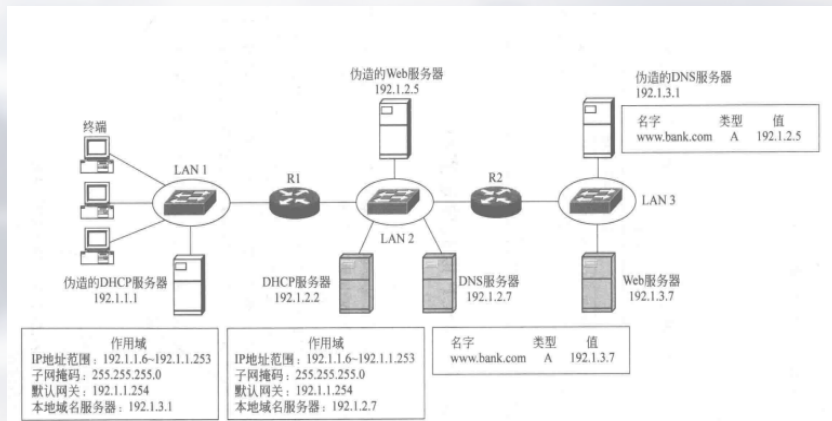 伪造的Web服务器
192.1.2.5
伪造的DNS服务器
192.1.3.1
名字 类型 值
www.bank.com A 192.1.2.5
终端
LAN 1
R1
R2
LAN 3
LAN 2
伪造的DHCP服务器
192.1.1.1
DHCP服务器
192.1.2.2
DNS服务器
192.1.2.7
Web服务器
192.1.3.7
作用域
IP地址范围：192.1.1.6~192.1.1.253
子网掩码：255.255.255.0
默认网关：192.1.1.254
本地域名服务器：192.1.3.1
作用域
IP地址范围：192.1.1.6~192.1.1.253
子网掩码：255.255.255.0
默认网关：192.1.1.254
本地域名服务器：192.1.2.7
名字 类型 值
www.bank.com A 192.1.3.7